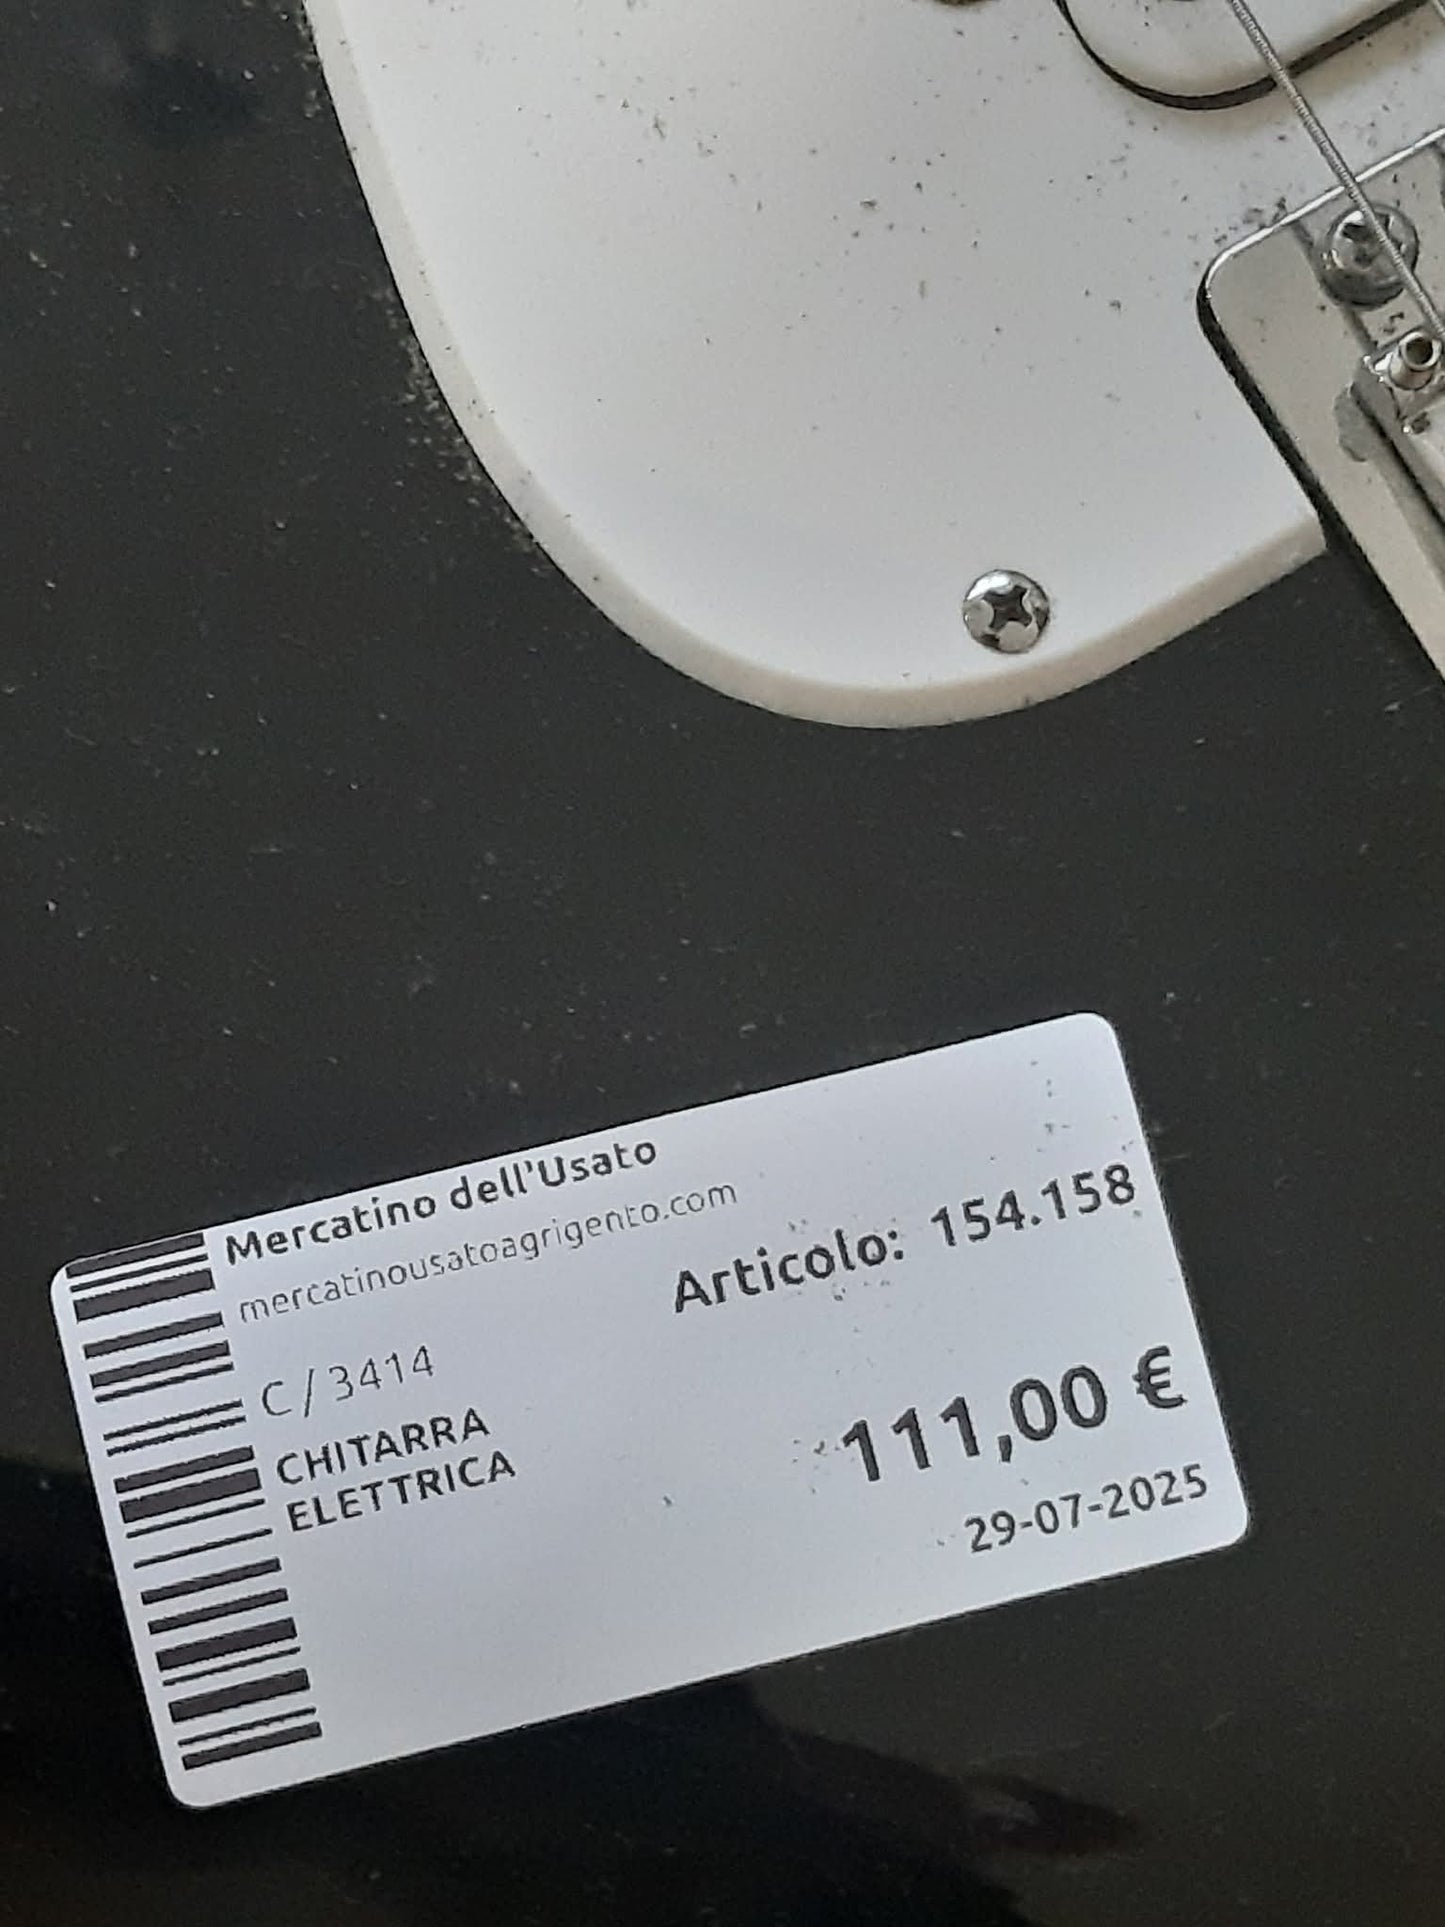 Mercatino dell'Usato
mercatinousatoagrigento.com
Articolo: 154.158
C/3414
CHITARRA
ELETTRICA
111,00 €
29-07-2025